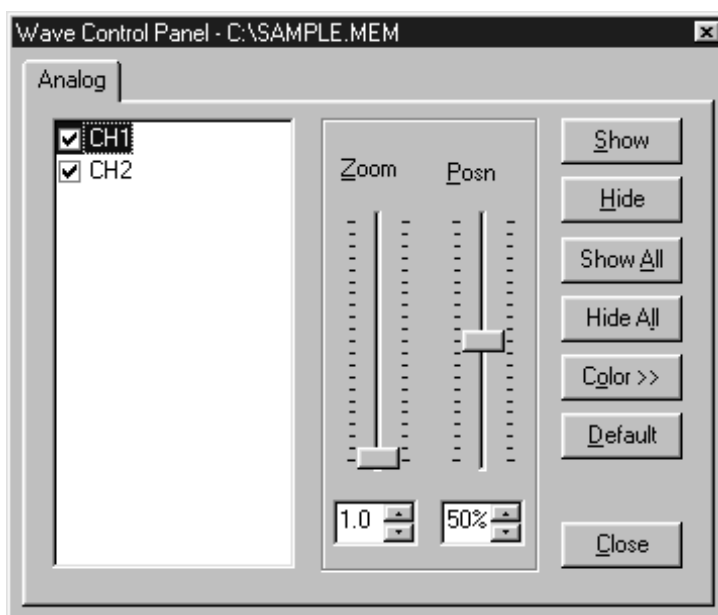 Wave Control Panel - C:\SAMPLE.MEM
Analog
CH1
CH2
Zoom
Posn
1.0
50%
Show
Hide
Show All
Hide All
Color >>
Default
Close